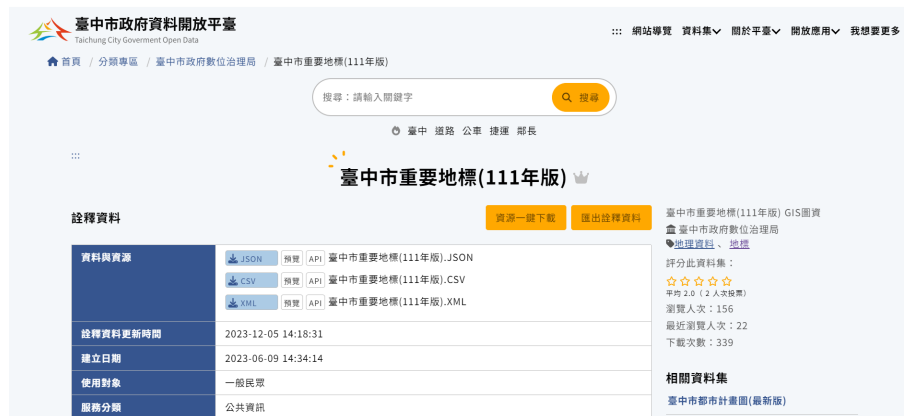 臺中市政府資料開放平臺
Taichung City Goverment Open Data
::: 網站導覽 資料集 關於平臺 開放應用 我想要更多
首頁 / 分類專區 / 臺中市政府數位治理局 / 臺中市重要地標(111年版)
搜尋：請輸入關鍵字
搜尋
臺中 道路 公車 捷運 鄰長
:::
臺中市重要地標(111年版)
詮釋資料
資源一鍵下載 匯出詮釋資料
資料與資源
JSON 預覽 API 臺中市重要地標(111年版).JSON
CSV 預覽 API 臺中市重要地標(111年版).CSV
XML 預覽 API 臺中市重要地標(111年版).XML
詮釋資料更新時間 2023-12-05 14:18:31
建立日期 2023-06-09 14:34:14
使用對象 一般民眾
服務分類 公共資訊
臺中市重要地標(111年版) GIS圖資
臺中市政府數位治理局
地理資料 、 地標
評分此資料集：
平均 2.0 ( 2 人次投票)
瀏覽人次：156
最近瀏覽人次：22
下載次數：339
相關資料集
臺中市都市計畫圖(最新版)